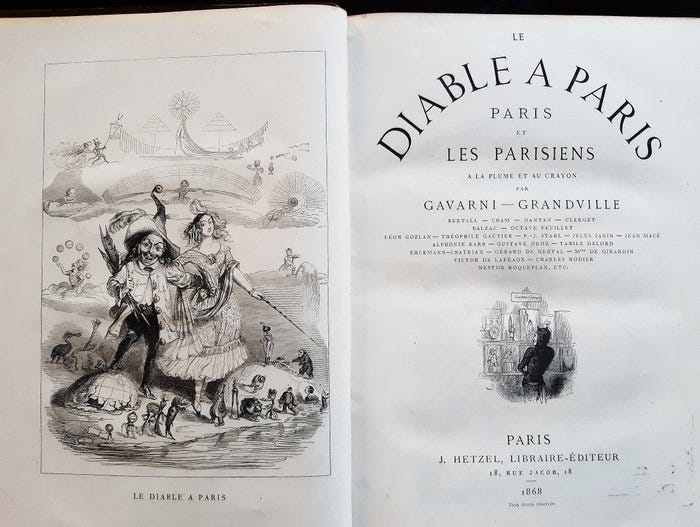 LE DIABLE A PARIS
LE
DIABLE A PARIS
PARIS
ET
LES PARISIENS
A LA PLUME ET AU CRAYON
PAR
GAVARNI — GRANDVILLE
BERTALL — CHAM — DANTAN — CLERGET
BALZAC — OCTAVE FEUILLET
LÉON GOZLAN — THÉOPHILE GAUTIER — P.-J. STAHL — JULES JANIN — JEAN MACÉ
ALPHONSE KARR — GUSTAVE DROZ — TAXILE DELORD
ERCKMANN-CHATRIAN — GÉRARD DE NERVAL — Mme DE GIRARDIN
VICTOR DE LAPRADE — CHARLES NODIER
NESTOR ROQUEPLAN, ETC.
PARIS
J. HETZEL, LIBRAIRE-ÉDITEUR
18, RUE JACOB, 18
1868
Tous droits réservés